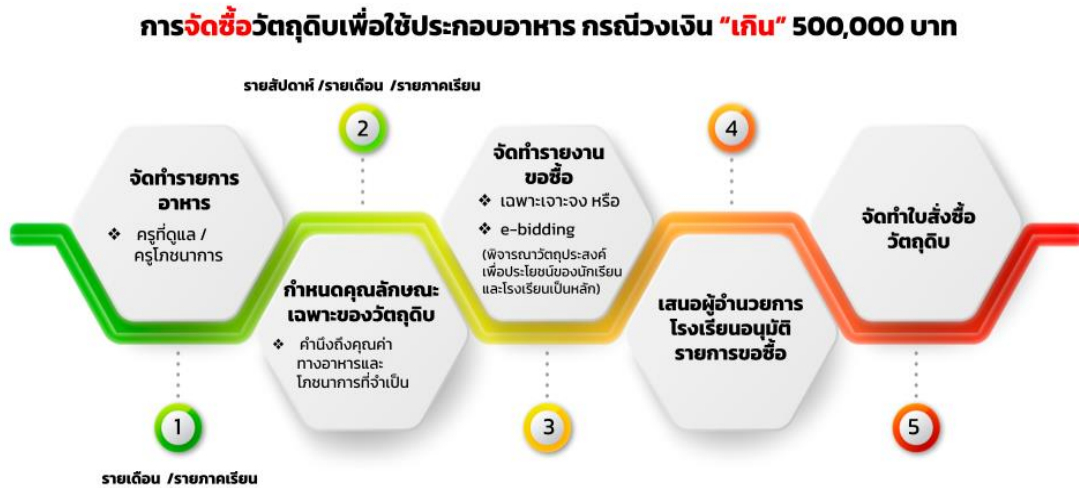 การจัดซื้อวัตถุดิบเพื่อใช้ประกอบอาหาร กรณีวงเงิน “เกิน” 500,000 บาท
1
จัดทำรายการ
อาหาร
❖ ครูที่ดูแล /
ครูโภชนาการ
รายเดือน /รายภาคเรียน
รายสัปดาห์ /รายเดือน /รายภาคเรียน
2
กำหนดคุณลักษณะ
เฉพาะของวัตถุดิบ
❖ คำนึงถึงคุณค่า
ทางอาหารและ
โภชนาการที่จำเป็น
จัดทำรายงาน
ขอซื้อ
❖ เฉพาะเจาะจง หรือ
❖ e-bidding
(พิจารณาวัตถุประสงค์
เพื่อประโยชน์ของนักเรียน
และโรงเรียนเป็นหลัก)
3
4
เสนอผู้อำนวยการ
โรงเรียนอนุมัติ
รายการขอซื้อ
จัดทำใบสั่งซื้อ
วัตถุดิบ
5